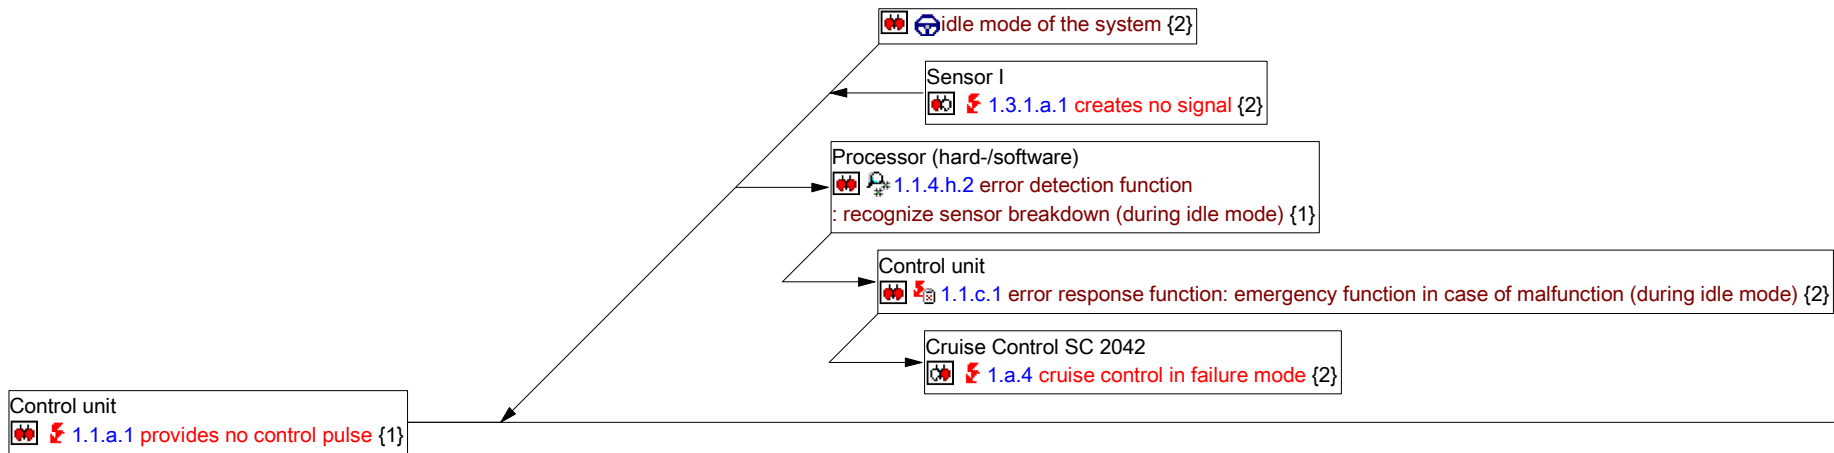 idle mode of the system {2}
Sensor I
1.3.1.a.1 creates no signal {2}
Processor (hard-/software)
1.1.4.h.2 error detection function
: recognize sensor breakdown (during idle mode) {1}
Control unit
1.1.c.1 error response function: emergency function in case of malfunction (during idle mode) {2}
Cruise Control SC 2042
1.a.4 cruise control in failure mode {2}
Control unit
1.1.a.1 provides no control pulse {1}